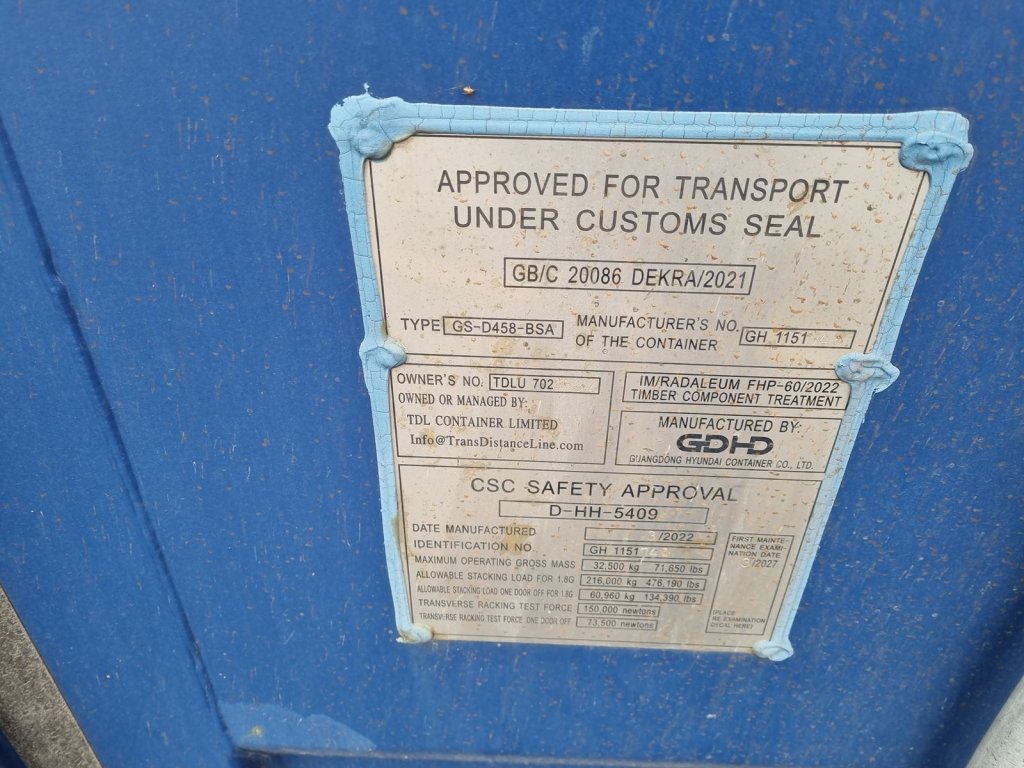 APPROVED FOR TRANSPORT
UNDER CUSTOMS SEAL
GB/C 20086 DEKRA/2021
TYPE GS-D458-BSA
MANUFACTURER'S NO.
OF THE CONTAINER
GH 1151
OWNER'S NO: TDLU 702
OWNED OR MANAGED BY:
TDL CONTAINER LIMITED
Info@TransDistanceLine.com
IM/RADALEUM FHP-60/2022
TIMBER COMPONENT TREATMENT
MANUFACTURED BY:
GDHD
GUANGDONG HYUNDAI CONTAINER CO., LTD.
CSC SAFETY APPROVAL
D-HH-5409
DATE MANUFACTURED /2022
IDENTIFICATION NO. GH 1151
MAXIMUM OPERATING GROSS MASS 32,500 kg 71,650 lbs
ALLOWABLE STACKING LOAD FOR 1.8G 216,000 kg 476,190 lbs
ALLOWABLE STACKING LOAD ONE DOOR OFF FOR 1.8G 60,960 kg 134,390 lbs
TRANSVERSE RACKING TEST FORCE 150,000 newtons
TRANSVERSE RACKING TEST FORCE ONE DOOR OFF 73,500 newtons
FIRST MAINTE-
NANCE EXAMI-
NATION DATE
/2027
(PLACE
RE EXAMINATION
DECAL HERE)